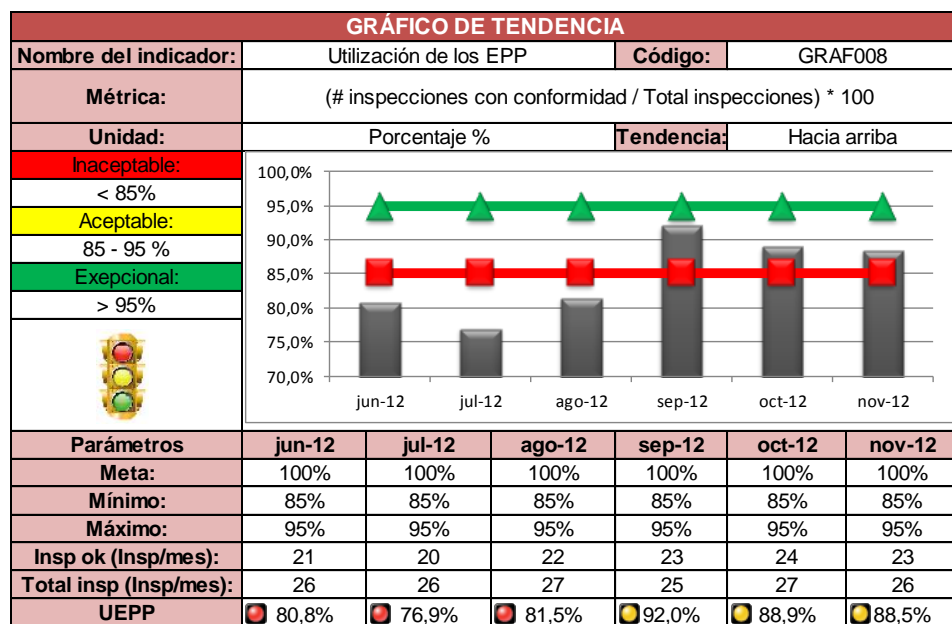 GRÁFICO DE TENDENCIA
Nombre del indicador: Utilización de los EPP Código: GRAF008
Métrica: (# inspecciones con conformidad / Total inspecciones) * 100
Unidad: Porcentaje % Tendencia: Hacia arriba
Inaceptable:
< 85%
Aceptable:
85 - 95 %
Exepcional:
> 95%
100,0%
95,0%
90,0%
85,0%
80,0%
75,0%
70,0%
jun-12 jul-12 ago-12 sep-12 oct-12 nov-12
Parámetros jun-12 jul-12 ago-12 sep-12 oct-12 nov-12
Meta: 100% 100% 100% 100% 100% 100%
Mínimo: 85% 85% 85% 85% 85% 85%
Máximo: 95% 95% 95% 95% 95% 95%
Insp ok (Insp/mes): 21 20 22 23 24 23
Total insp (Insp/mes): 26 26 27 25 27 26
UEPP 80,8% 76,9% 81,5% 92,0% 88,9% 88,5%